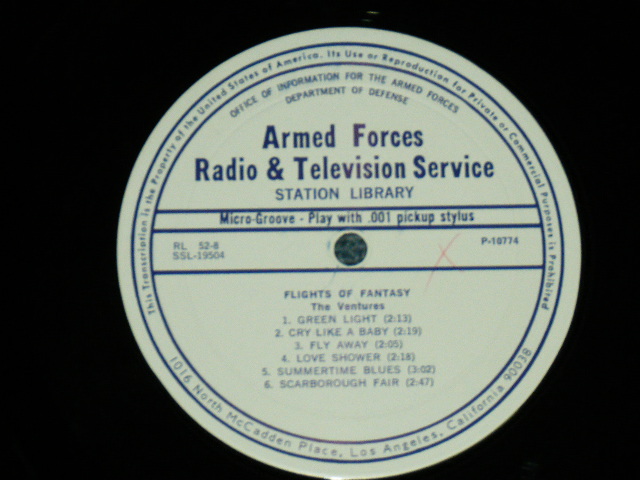 This Transcription is the Property of the United States of America. Its Use or Reproduction for Private or Commercial Purposes is Prohibited
OFFICE OF INFORMATION FOR THE ARMED FORCES
DEPARTMENT OF DEFENSE
Armed Forces
Radio & Television Service
STATION LIBRARY
Micro-Groove - Play with .001 pickup stylus
RL 52-8
SSL-19504
P-10774
FLIGHTS OF FANTASY
The Ventures
1. GREEN LIGHT (2:13)
2. CRY LIKE A BABY (2:19)
3. FLY AWAY (2:05)
4. LOVE SHOWER (2:18)
5. SUMMERTIME BLUES (3:02)
6. SCARBOROUGH FAIR (2:47)
1016 North McCadden Place, Los Angeles, California 90038